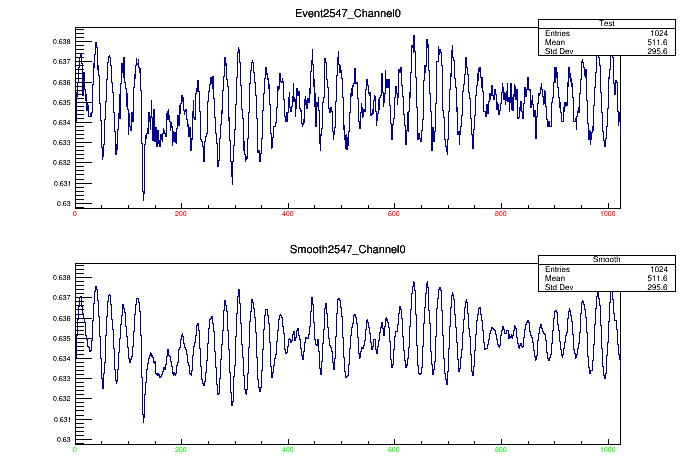 Event2547_Channel0
Test
Entries 1024
Mean 511.6
Std Dev 295.6
0.638
0.637
0.636
0.635
0.634
0.633
0.632
0.631
0.63
0 200 400 600 800 1000
Smooth2547_Channel0
Smooth
Entries 1024
Mean 511.6
Std Dev 295.6
0.638
0.637
0.636
0.635
0.634
0.633
0.632
0.631
0.63
0 200 400 600 800 1000